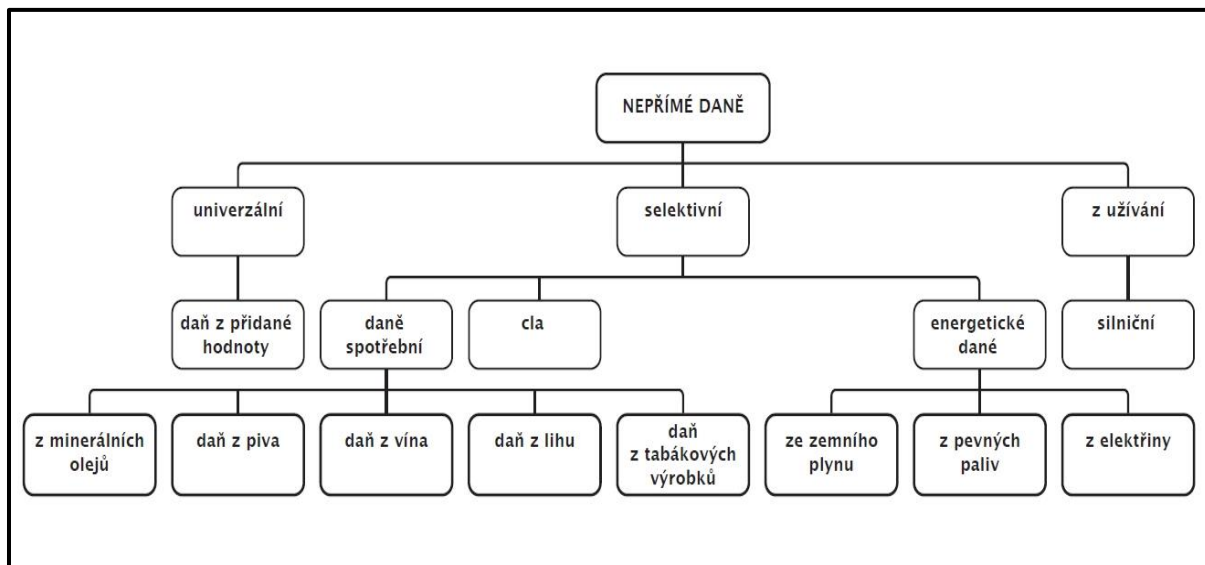 NEPŘÍMÉ DANĚ
univerzální
selektivní
z užívání
daň z přidané
hodnoty
daně
spotřební
cla
energetické
dané
silniční
z minerálních
olejů
daň z piva
daň z vína
daň z lihu
daň
z tabákových
výrobků
ze zemního
plynu
z pevných
paliv
z elektřiny